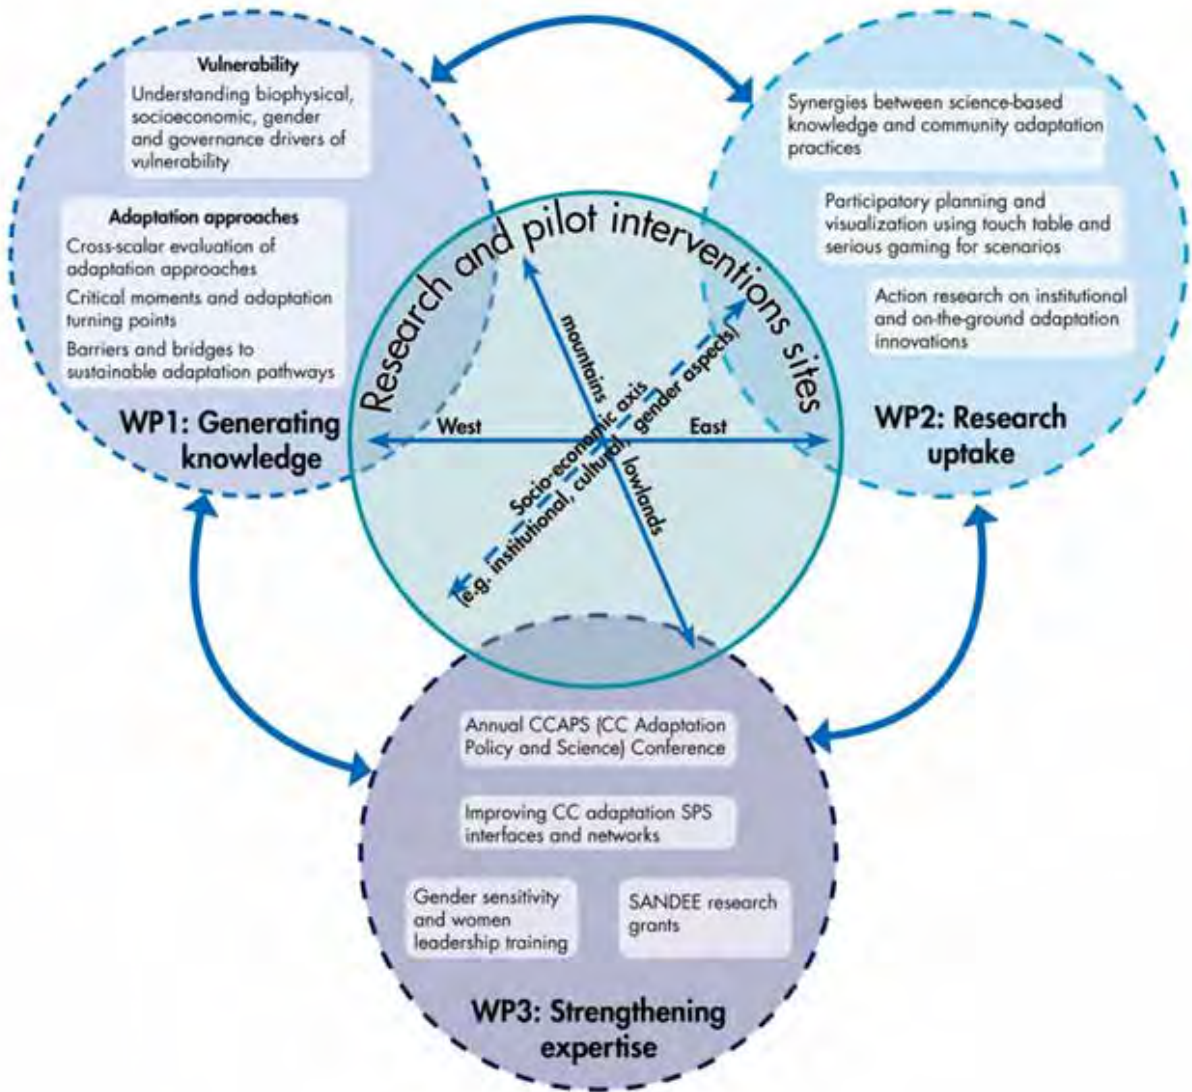 Vulnerability
Understanding biophysical,
socioeconomic, gender
and governance drivers of
vulnerability
Adaptation approaches
Cross-scalar evaluation of
adaptation approaches
Critical moments and adaptation
turning points
Barriers and bridges to
sustainable adaptation pathways
WP1: Generating
knowledge
Synergies between science-based
knowledge and community adaptation
practices
Participatory planning and
visualization using touch table and
serious gaming for scenarios
Action research on institutional
and on-the-ground adaptation
innovations
WP2: Research
uptake
Research and pilot interventions sites
mountains
West
East
Socio-economic axis
(e.g. institutional, cultural, gender aspects)
lowlands
Annual CCAPS (CC Adaptation
Policy and Science) Conference
Improving CC adaptation SPS
interfaces and networks
Gender sensitivity
and women
leadership training
SANDEE research
grants
WP3: Strengthening
expertise